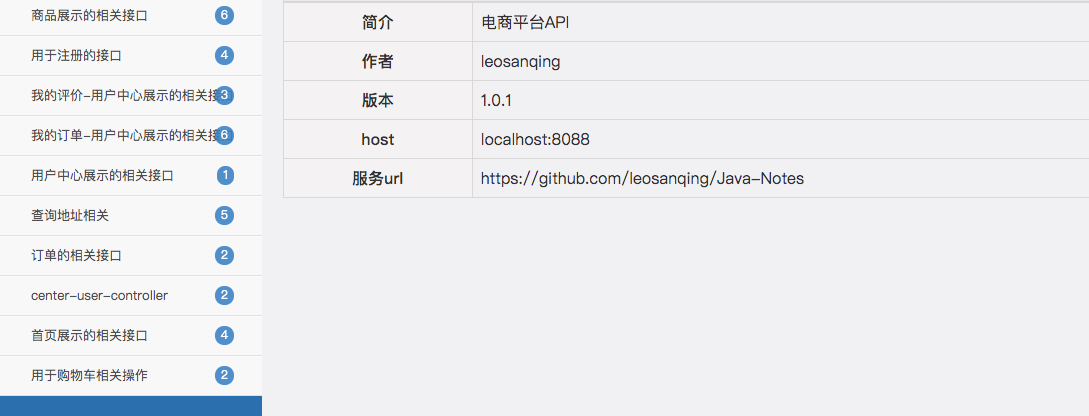 商品展示的相关接口 6
用于注册的接口 4
我的评价-用户中心展示的相关接 3
我的订单-用户中心展示的相关接 6
用户中心展示的相关接口 1
查询地址相关 5
订单的相关接口 2
center-user-controller 2
首页展示的相关接口 4
用于购物车相关操作 2
简介 电商平台API
作者 leosanqing
版本 1.0.1
host localhost:8088
服务url https://github.com/leosanqing/Java-Notes